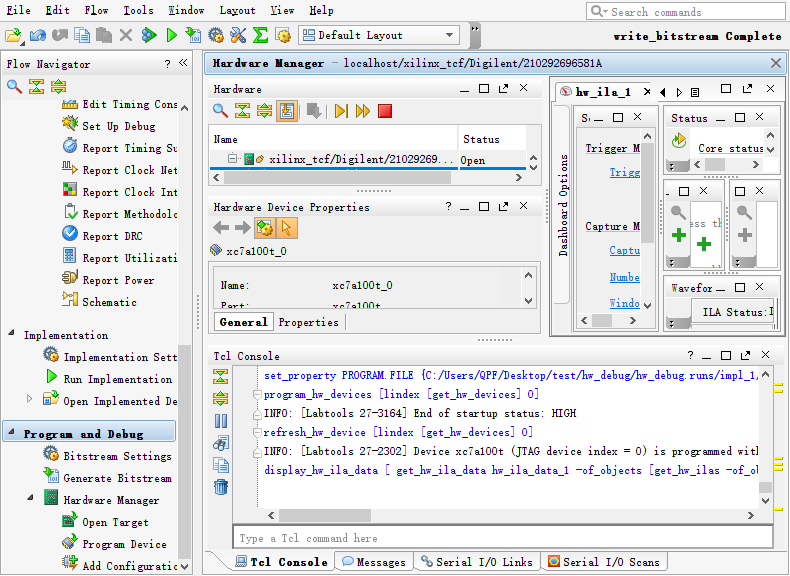 File Edit Flow Tools Window Layout View Help
Search commands
Default Layout
write_bitstream Complete
Flow Navigator
Edit Timing Cons
Set Up Debug
Report Timing Su
Report Clock Net
Report Clock Int
Report Methodolo
Report DRC
Report Utilizati
Report Power
Schematic
Implementation
Implementation Sett
Run Implementation
Open Implemented De
Program and Debug
Bitstream Settings
Generate Bitstream
Hardware Manager
Open Target
Program Device
Add Configuratio
Hardware Manager - localhost/xilinx_tcf/Digilent/210292696581A
Hardware
Name Status
xilinx_tcf/Digilent/21029269... Open
Hardware Device Properties
xc7a100t_0
Name: xc7a100t_0
Part: xc7a100t
General Properties
hw_ila_1
Dashboard Options
S...
Trigger M
Trigg
Capture M
Captu
Numbe
Windo
Status
Core status
ess th
Wavefor
ILA Status:I
Tcl Console
set_property PROGRAM.FILE {C:/Users/QPF/Desktop/test/hw_debug/hw_debug.runs/impl_1/
program_hw_devices [lindex [get_hw_devices] 0]
INFO: [Labtools 27-3164] End of startup status: HIGH
refresh_hw_device [lindex [get_hw_devices] 0]
INFO: [Labtools 27-2302] Device xc7a100t (JTAG device index = 0) is programmed wit
display_hw_ila_data [ get_hw_ila_data hw_ila_data_1 -of_objects [get_hw_ilas -of_ob
Type a Tcl command here
Tcl Console Messages Serial I/O Links Serial I/O Scans